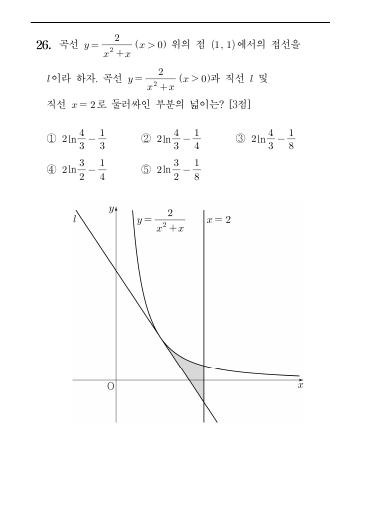 26. 곡선 y = 2/(x²+x) (x>0) 위의 점 (1, 1)에서의 접선을
l이라 하자. 곡선 y = 2/(x²+x) (x>0)과 직선 l 및
직선 x=2로 둘러싸인 부분의 넓이는? [3점]
① 2ln 4/3 − 1/3 ② 2ln 4/3 − 1/4 ③ 2ln 4/3 − 1/8
④ 2ln 3/2 − 1/4 ⑤ 2ln 3/2 − 1/8
l y y = 2/(x²+x) x=2
O x